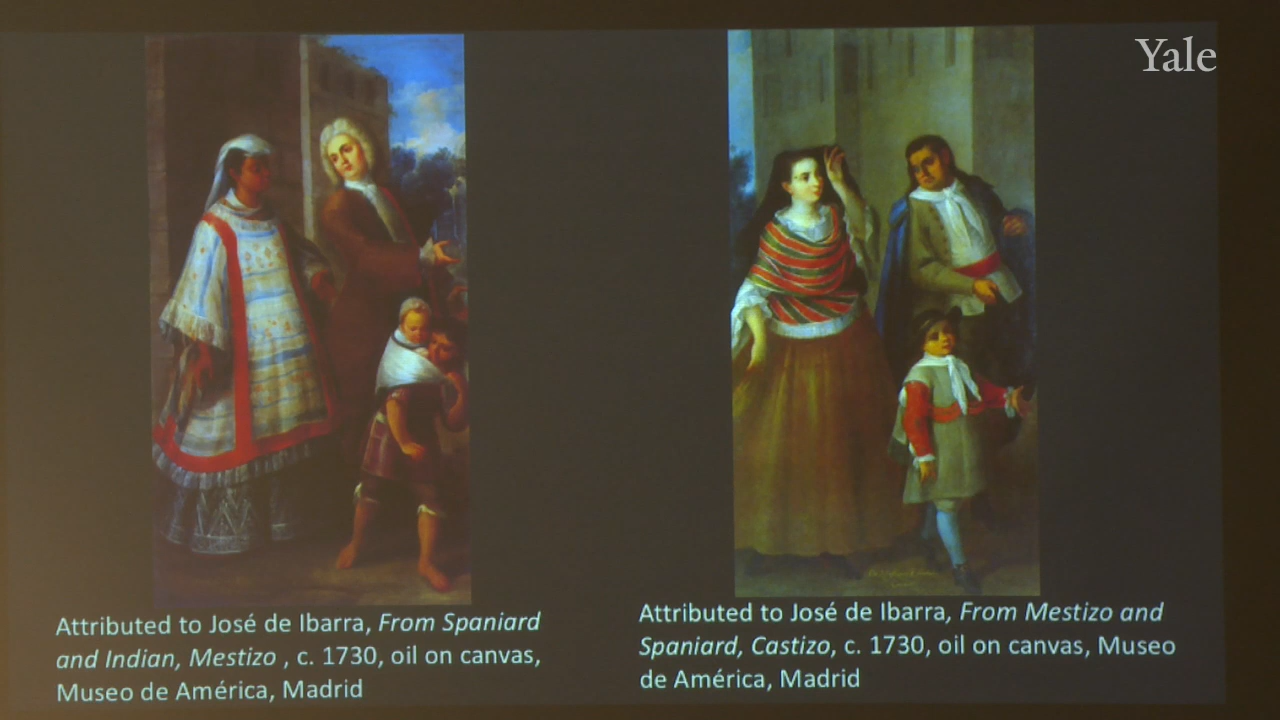 Yale
Attributed to José de Ibarra, From Spaniard
and Indian, Mestizo , c. 1730, oil on canvas,
Museo de América, Madrid
Attributed to José de Ibarra, From Mestizo and
Spaniard, Castizo, c. 1730, oil on canvas, Museo
de América, Madrid